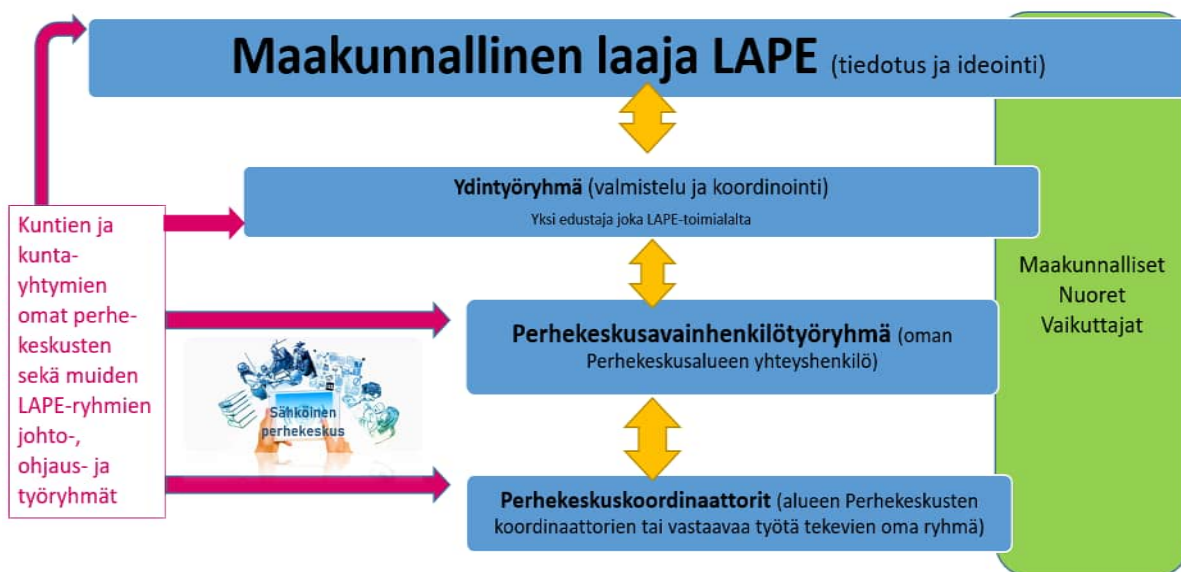 Maakunnallinen laaja LAPE (tiedotus ja ideointi)
Ydintyöryhmä (valmistelu ja koordinointi)
Yksi edustaja joka LAPE-toimialalta
Kuntien ja
kunta-
yhtymien
omat perhe-
keskusten
sekä muiden
LAPE-ryhmien
johto-,
ohjaus- ja
työryhmät
Perhekeskusavainhenkilötyöryhmä (oman
Perhekeskusalueen yhteyshenkilö)
Sähköinen
perhekeskus
Perhekeskuskoordinaattorit (alueen Perhekeskusten
koordinaattorien tai vastaavaa työtä tekevien oma ryhmä)
Maakunnalliset
Nuoret
Vaikuttajat